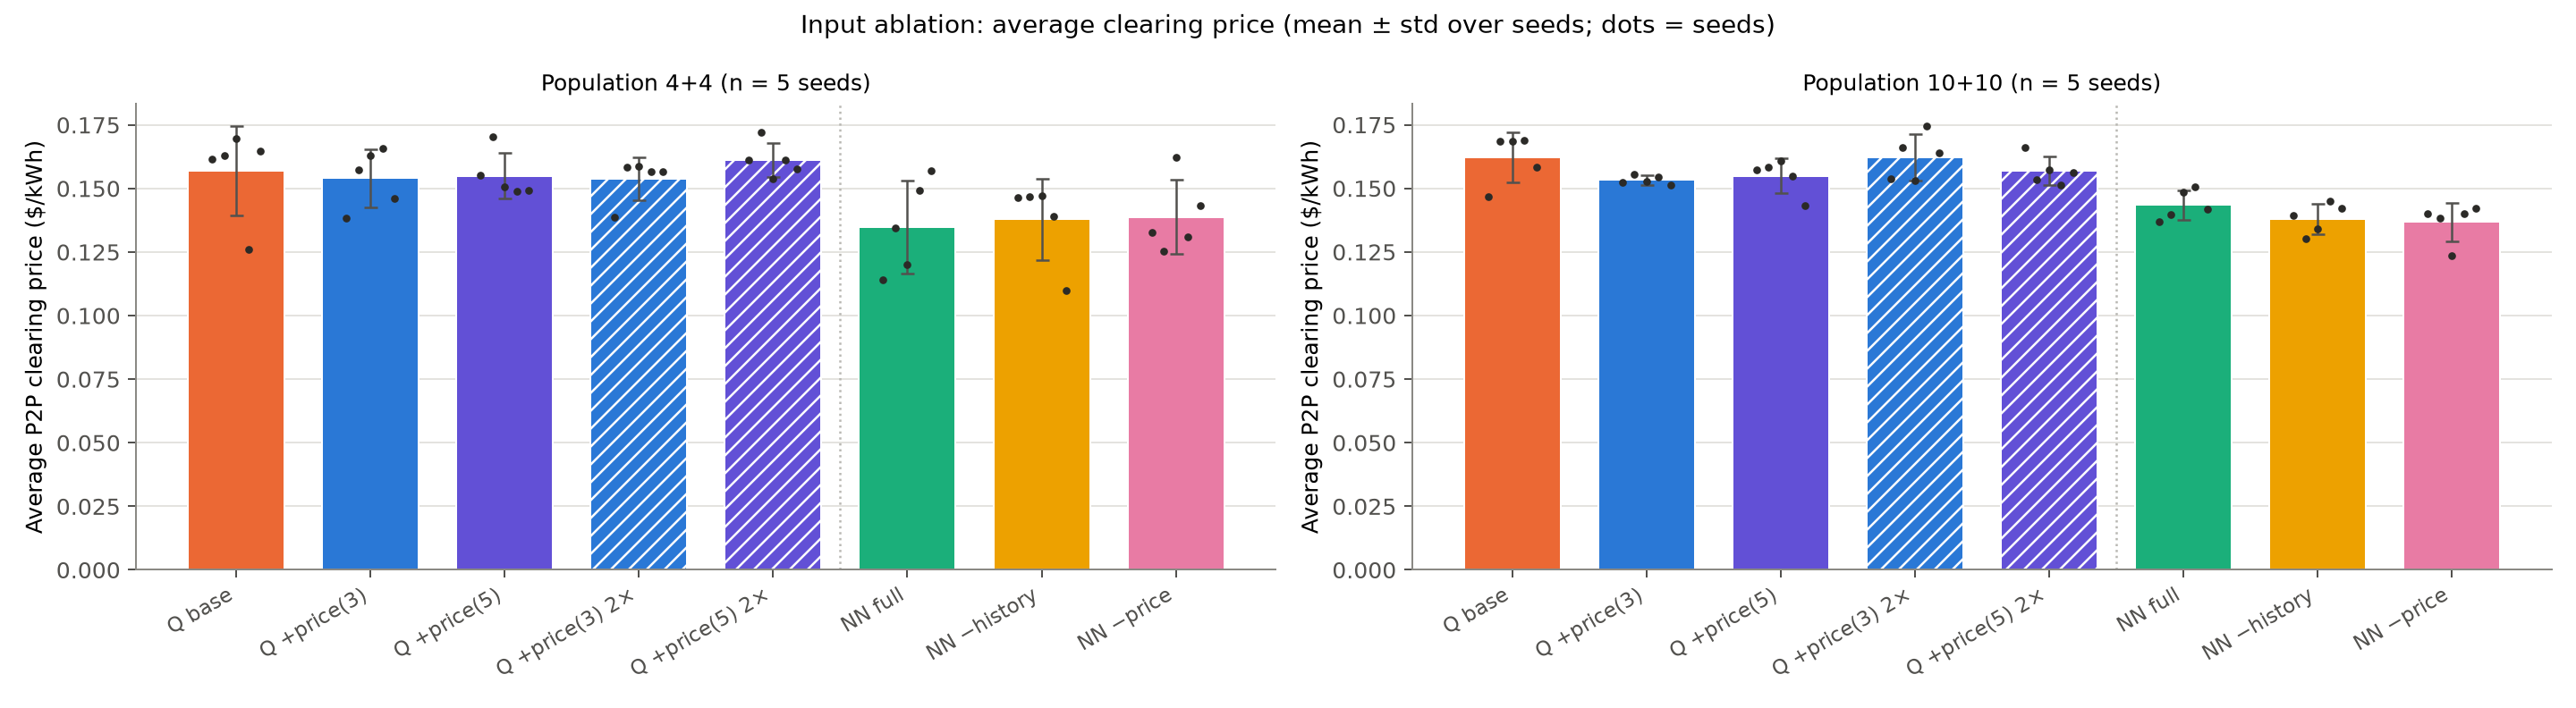 Input ablation: average clearing price (mean ± std over seeds; dots = seeds)
Population 4+4 (n = 5 seeds)
Average P2P clearing price ($/kWh)
0.175
0.150
0.125
0.100
0.075
0.050
0.025
0.000
Q base
Q +price(3)
Q +price(5)
Q +price(3) 2×
Q +price(5) 2×
NN full
NN −history
NN −price
Population 10+10 (n = 5 seeds)
Average P2P clearing price ($/kWh)
0.175
0.150
0.125
0.100
0.075
0.050
0.025
0.000
Q base
Q +price(3)
Q +price(5)
Q +price(3) 2×
Q +price(5) 2×
NN full
NN −history
NN −price